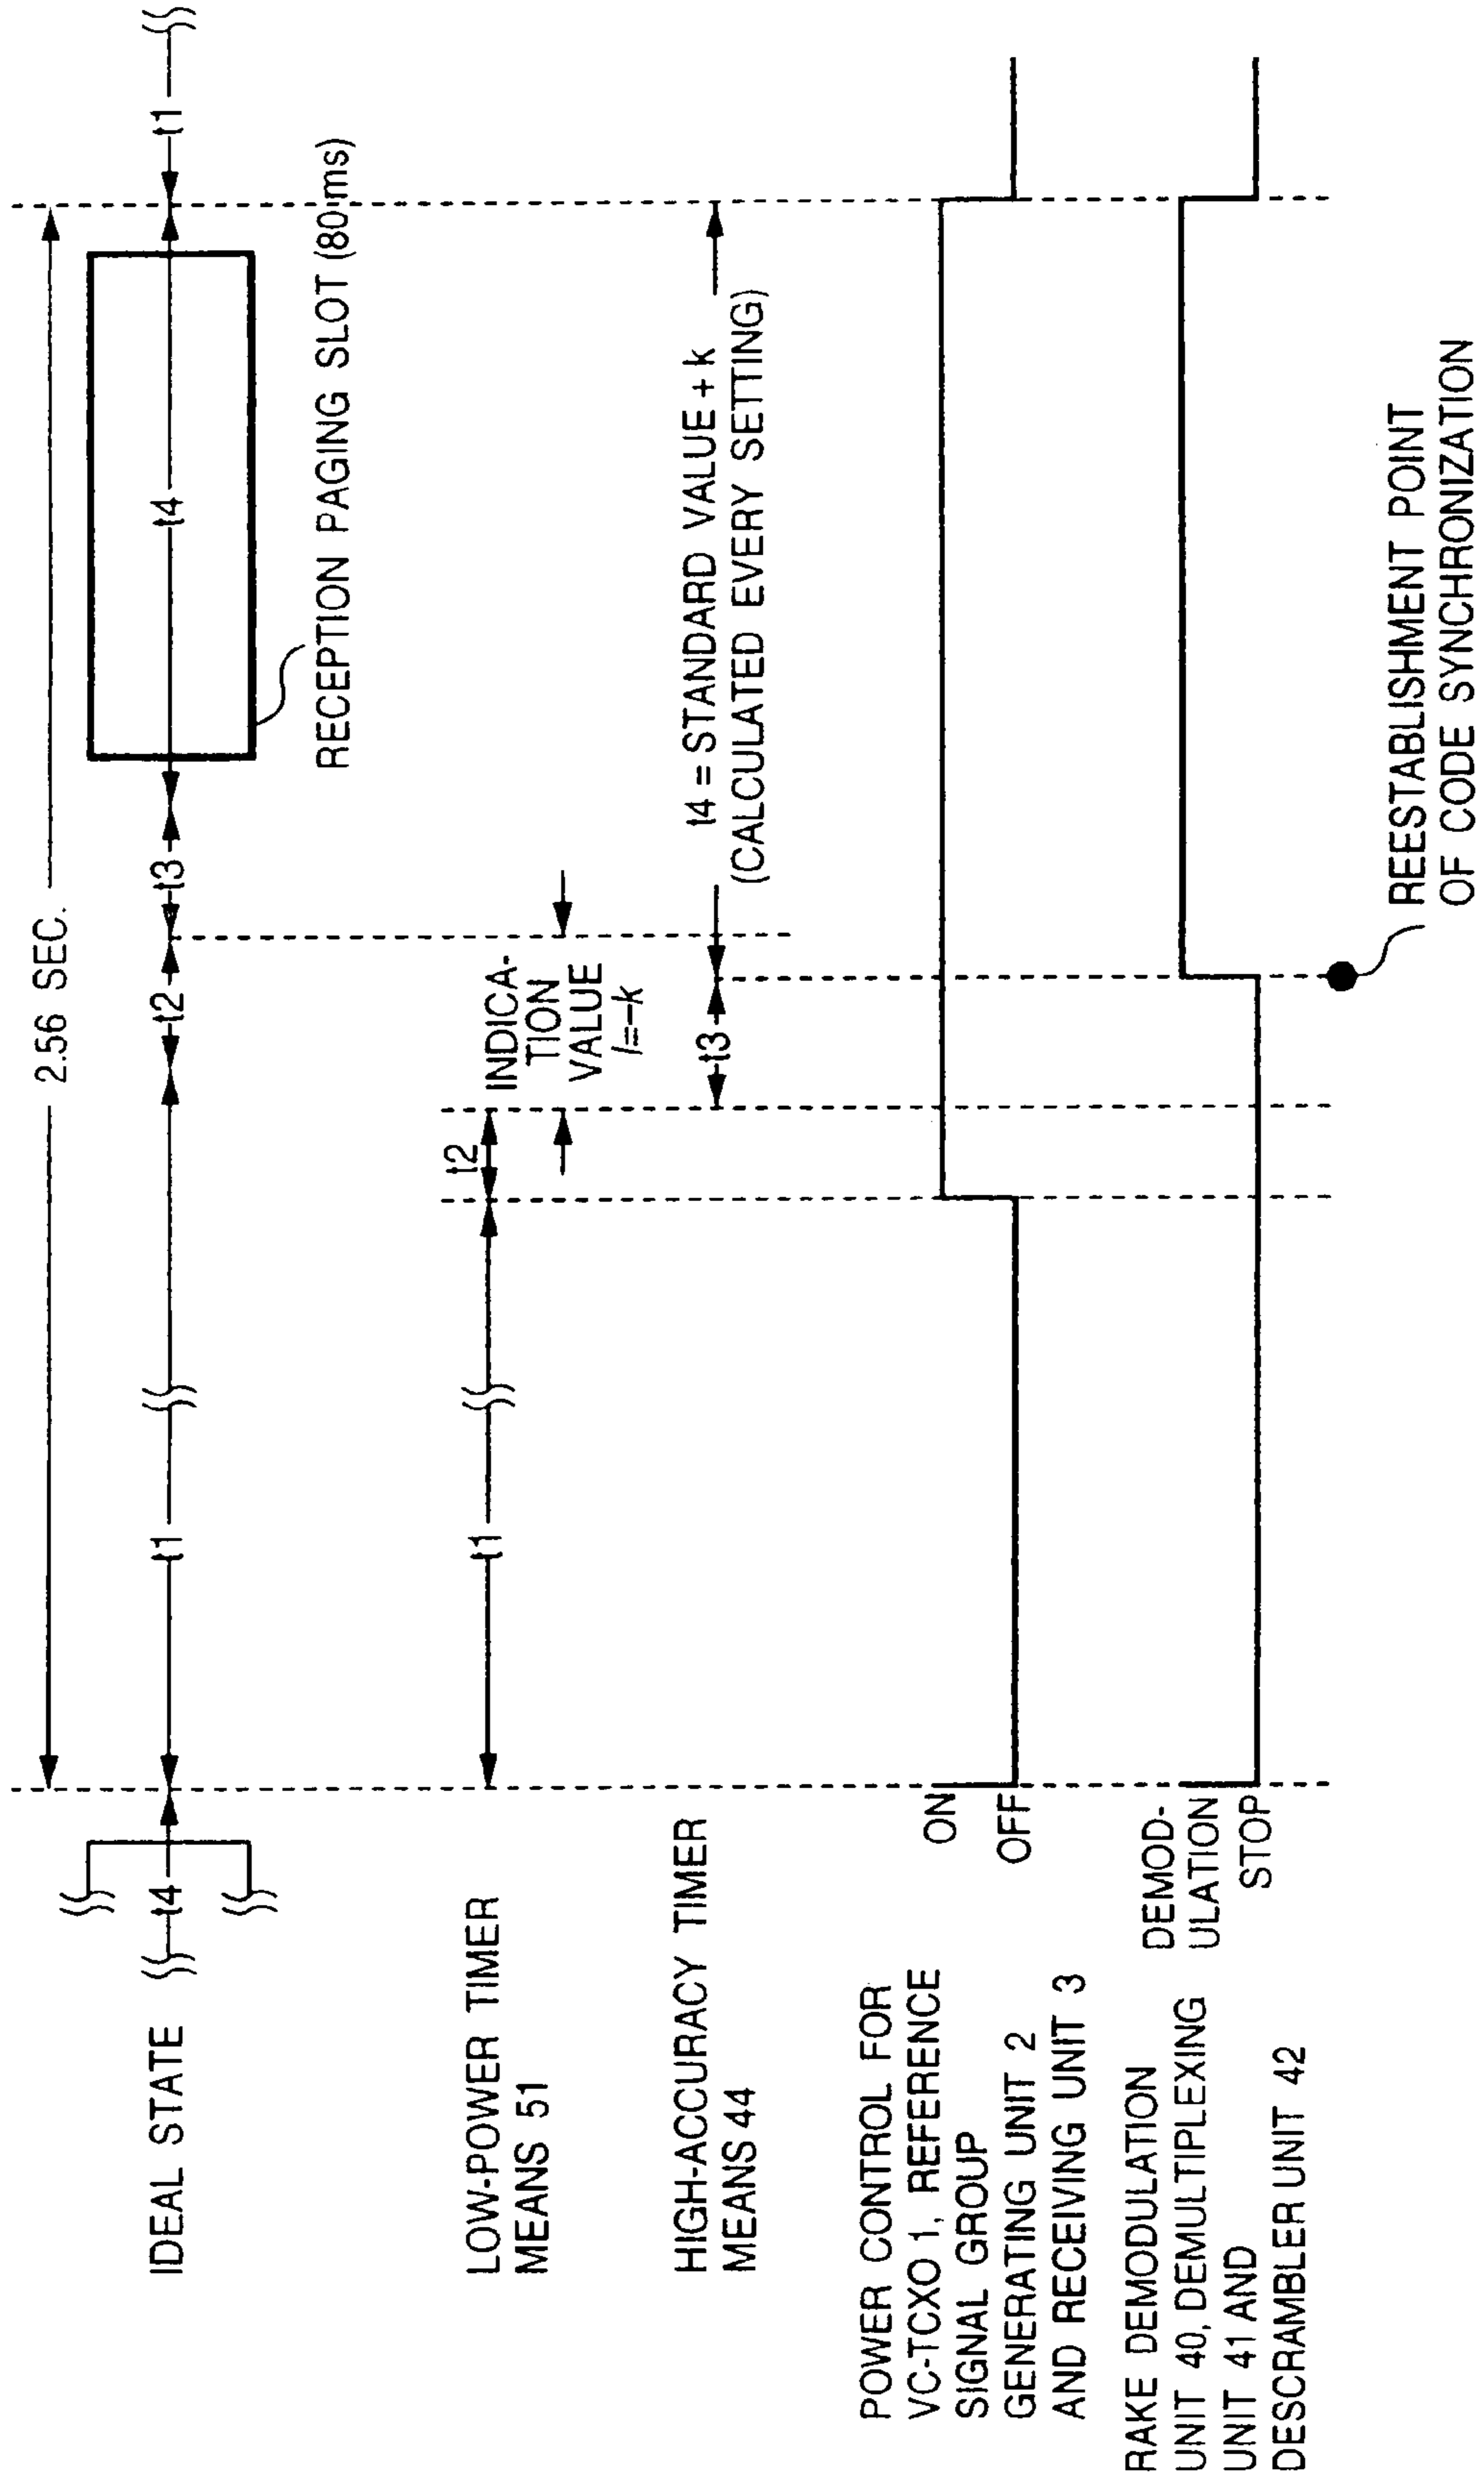 2.56 SEC.
IDEAL STATE
t4
t1
t2
t3
t4
t1
RECEPTION PAGING SLOT (80 ms)
LOW-POWER TIMER
MEANS 51
t1
t2
INDICA-
TION
VALUE
l=-k
HIGH-ACCURACY TIMER
MEANS 44
t3
t4 = STANDARD VALUE + k
(CALCULATED EVERY SETTING)
POWER CONTROL FOR
VC-TCXO 1, REFERENCE
SIGNAL GROUP
GENERATING UNIT 2
AND RECEIVING UNIT 3
ON
OFF
RAKE DEMODULATION
UNIT 40, DEMULTIPLEXING
UNIT 41 AND
DESCRAMBLER UNIT 42
DEMOD-
ULATION
STOP
REESTABLISHMENT POINT
OF CODE SYNCHRONIZATION